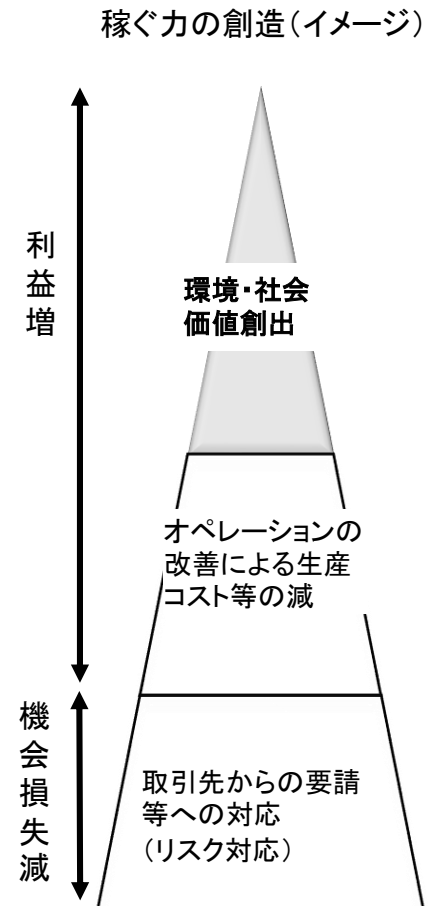 稼ぐ力の創造(イメージ)
利益増
環境・社会
価値創出
オペレーションの
改善による生産
コスト等の減
機会損失減
取引先からの要請
等への対応
(リスク対応)